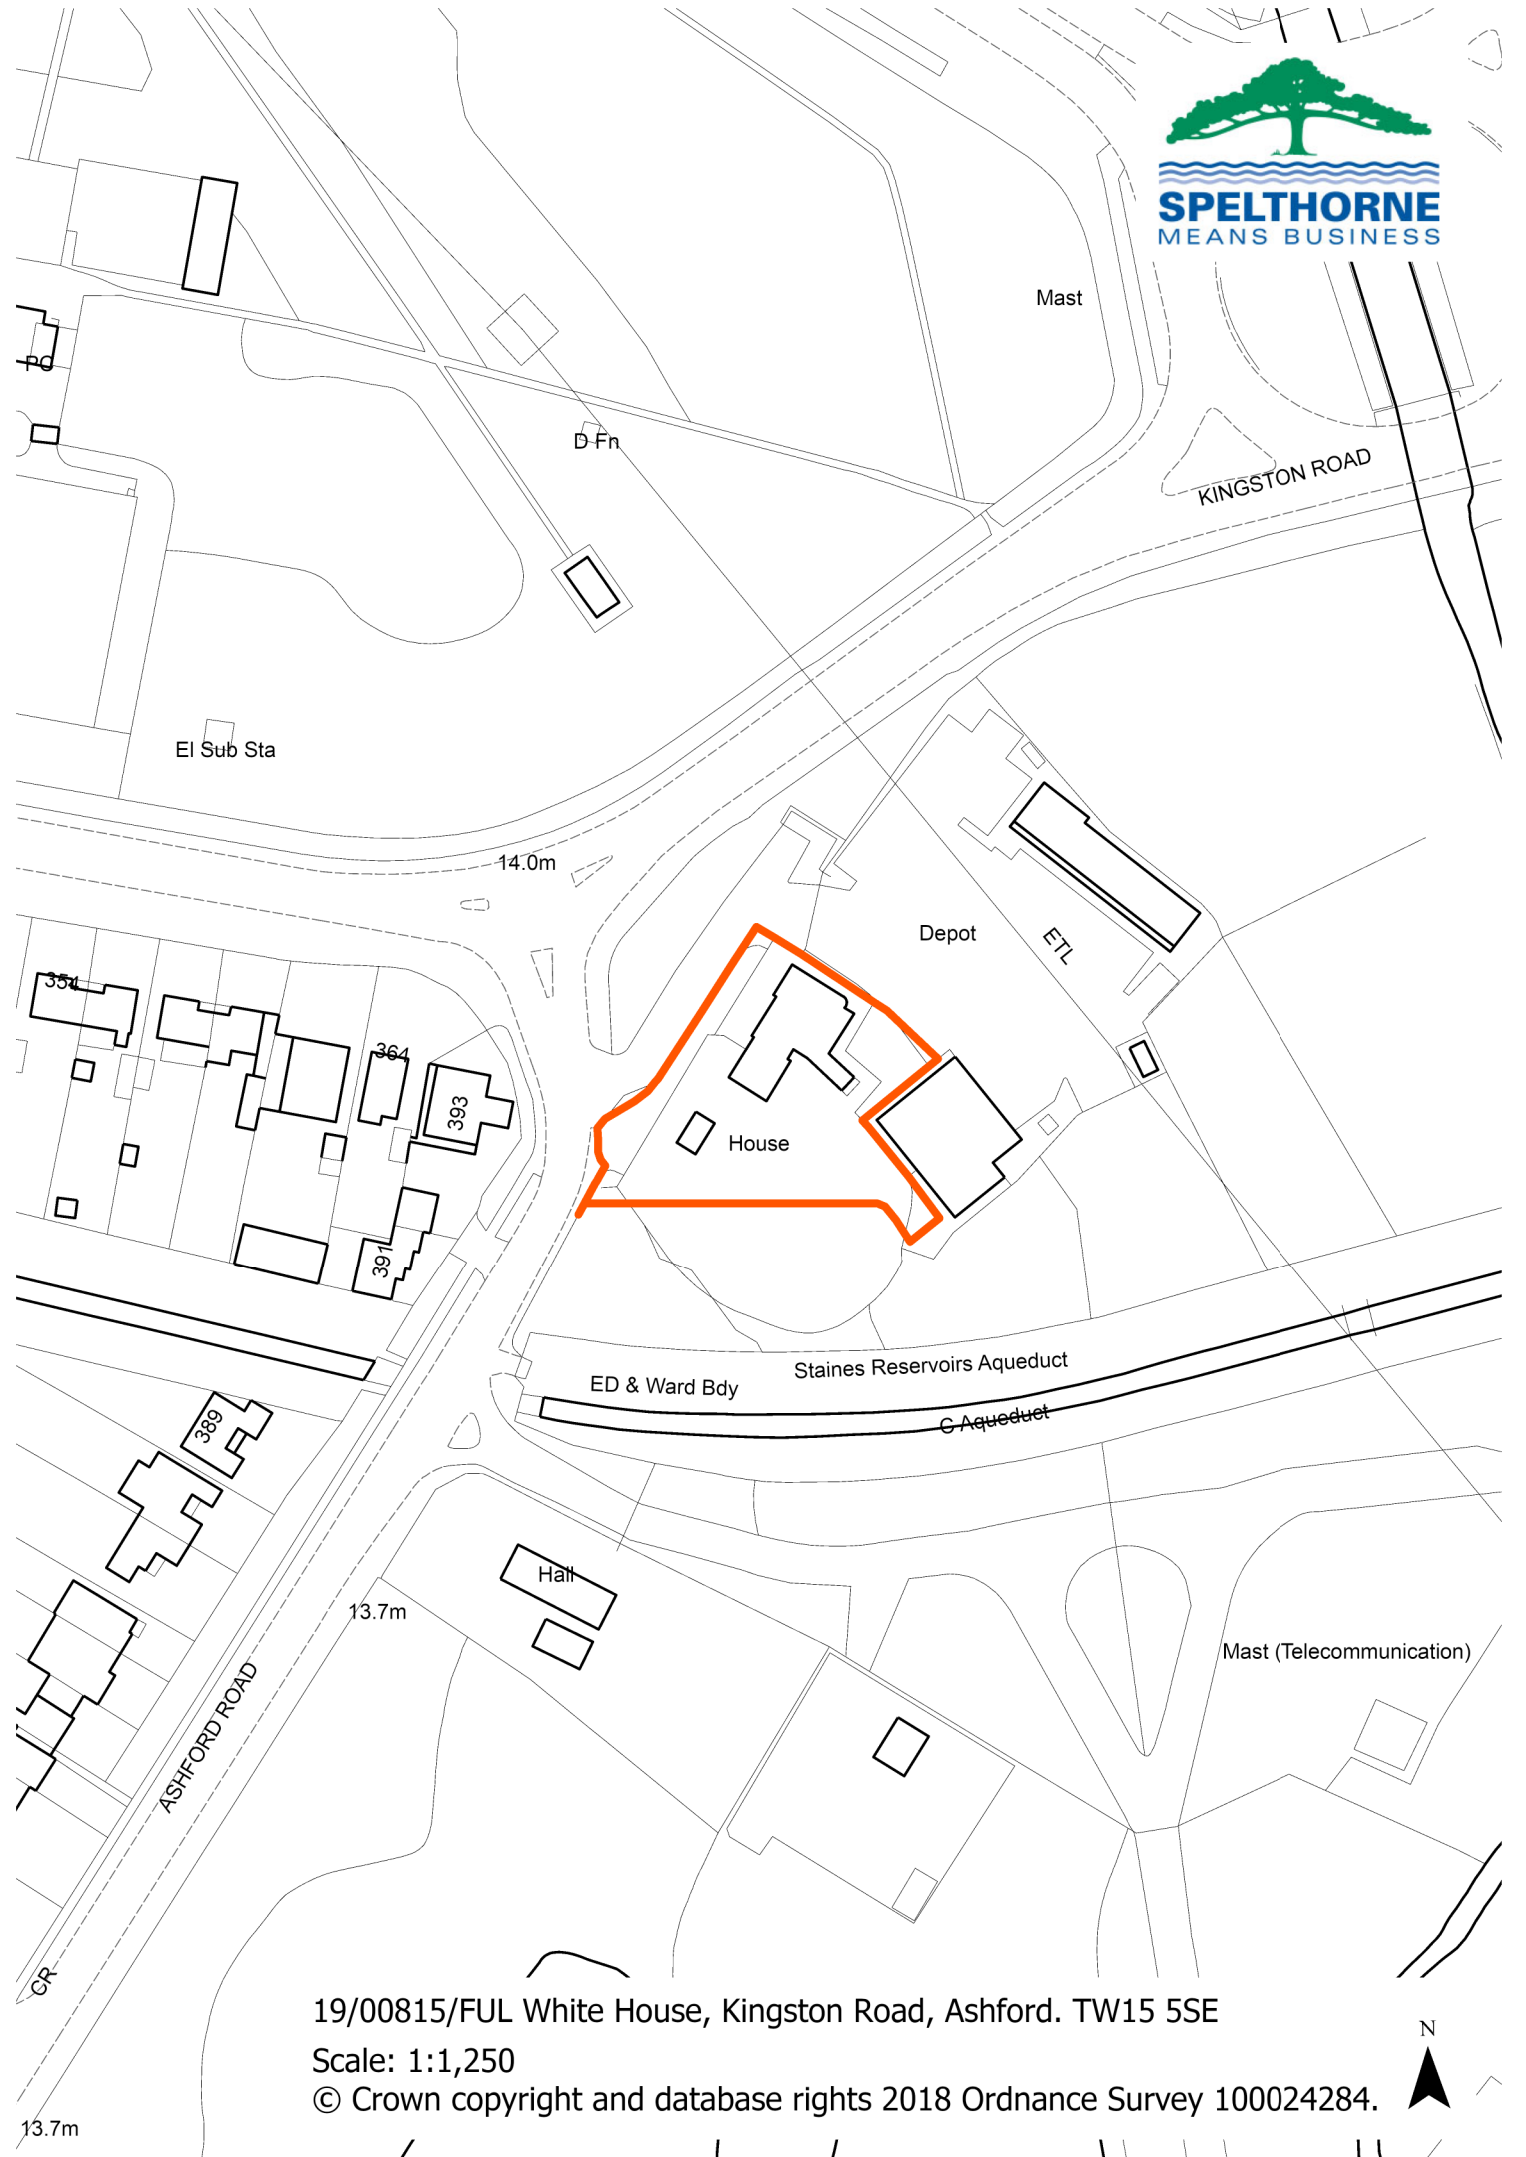 SPELTHORNE
MEANS BUSINESS
Mast
PC
D Fn
KINGSTON ROAD
El Sub Sta
14.0m
Depot
ETL
354
364
393
House
391
Staines Reservoirs Aqueduct
ED & Ward Bdy
C Aqueduct
389
Hall
13.7m
Mast (Telecommunication)
ASHFORD ROAD
CR
19/00815/FUL White House, Kingston Road, Ashford. TW15 5SE
N
Scale: 1:1,250
© Crown copyright and database rights 2018 Ordnance Survey 100024284.
13.7m